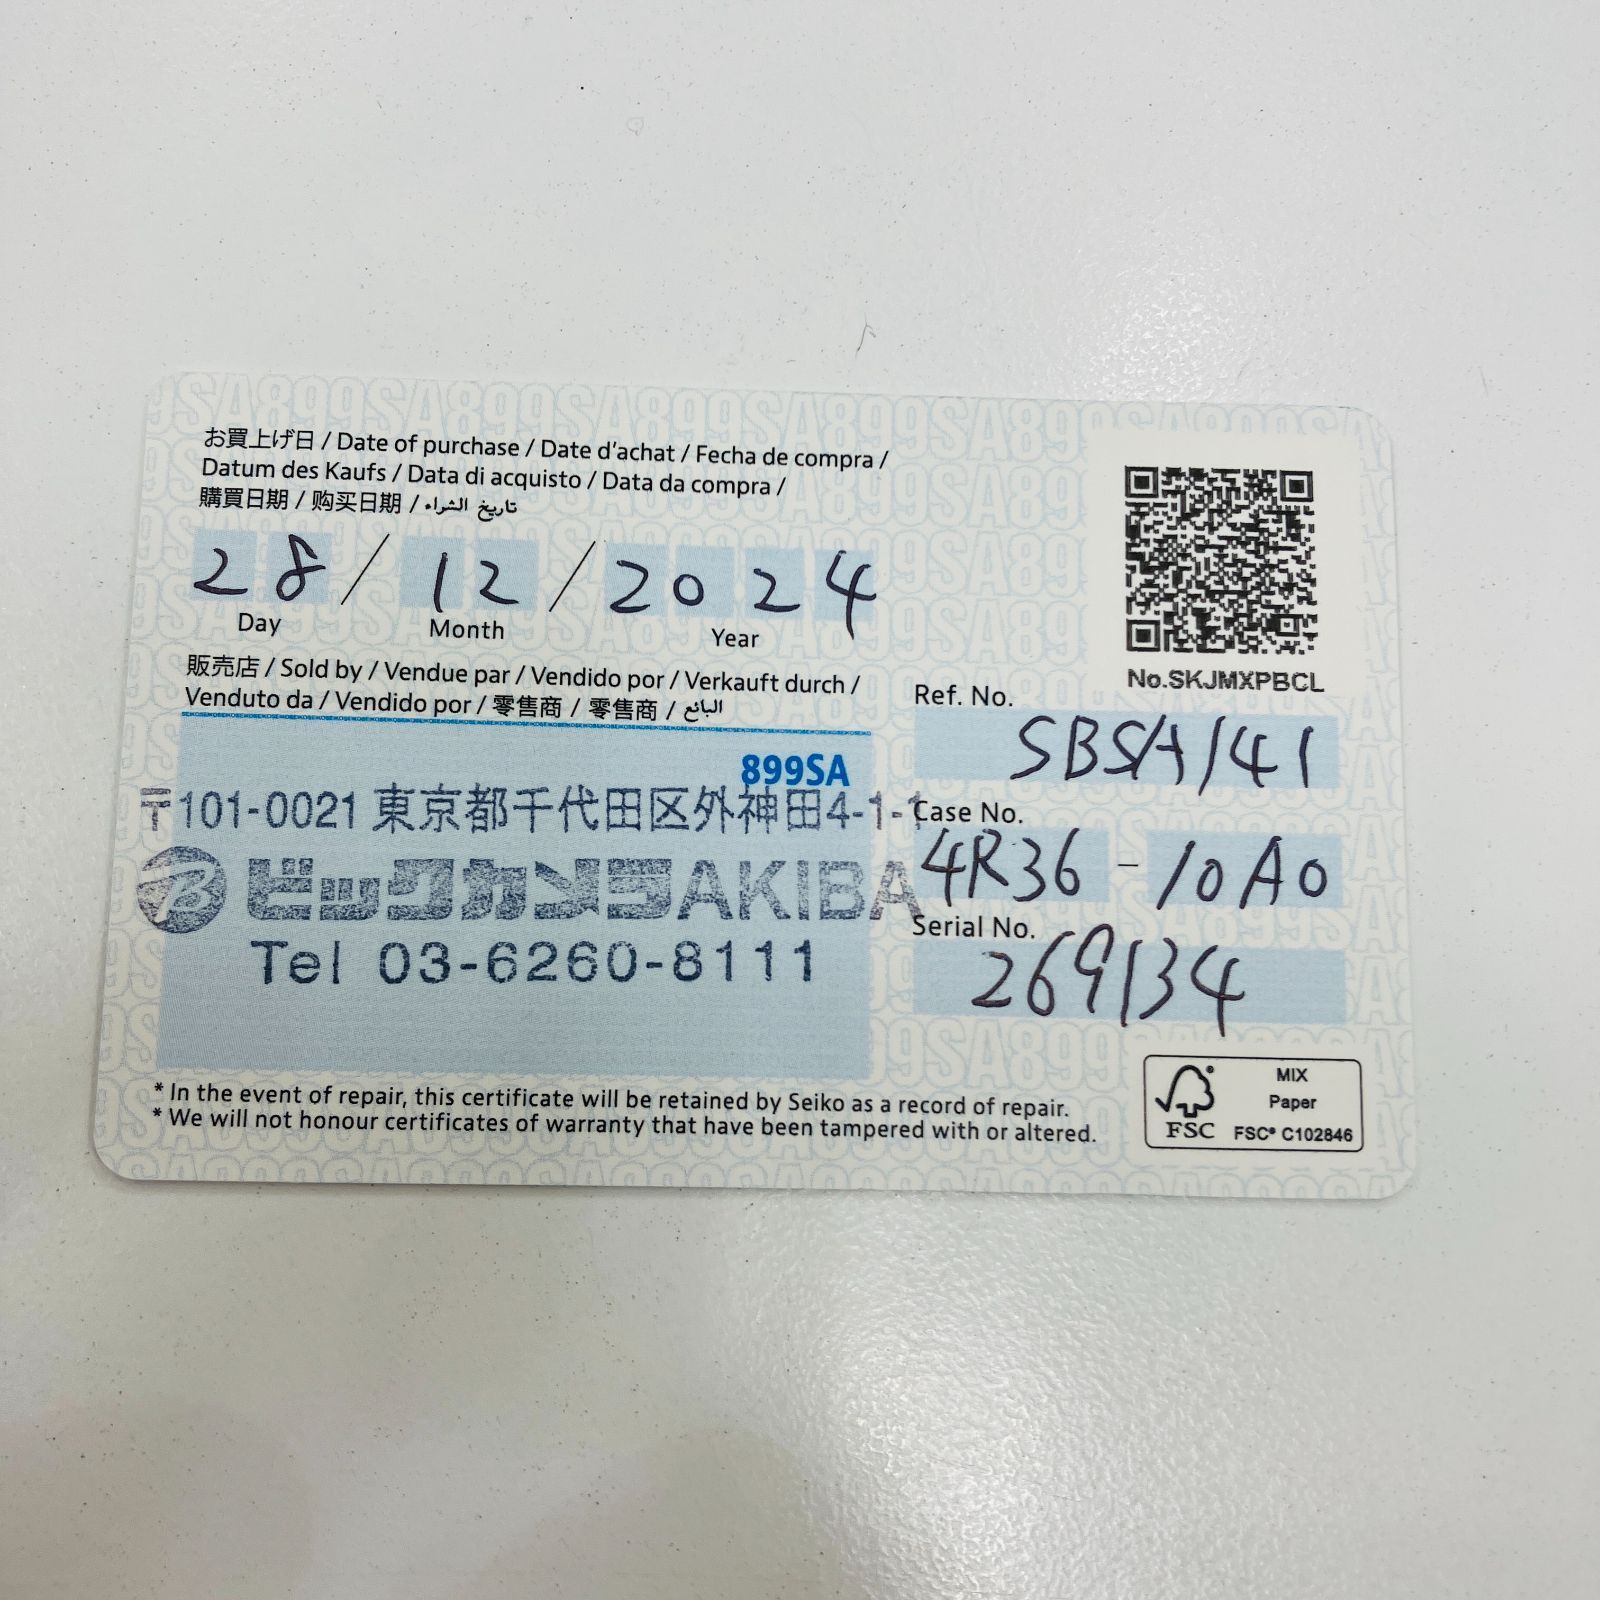 お買上げ日 / Date of purchase / Date d'achat / Fecha de compra /
Datum des Kaufs / Data di acquisto / Data da compra /
購買日期 / 购买日期 / تاريخ الشراء
28 / 12 / 2024
Day Month Year
販売店 / Sold by / Vendue par / Vendido por / Verkauft durch /
Venduto da / Vendido por / 零售商 / 零售商 / البائع
899SA
〒101-0021 東京都千代田区外神田4-1-1
B ビックカメラAKIBA
Tel 03-6260-8111
No.SKJMXPBCL
Ref. No.
SBSA141
Case No.
4R36 - 10A0
Serial No.
269134
* In the event of repair, this certificate will be retained by Seiko as a record of repair.
* We will not honour certificates of warranty that have been tampered with or altered.
MIX
Paper
FSC FSC® C102846